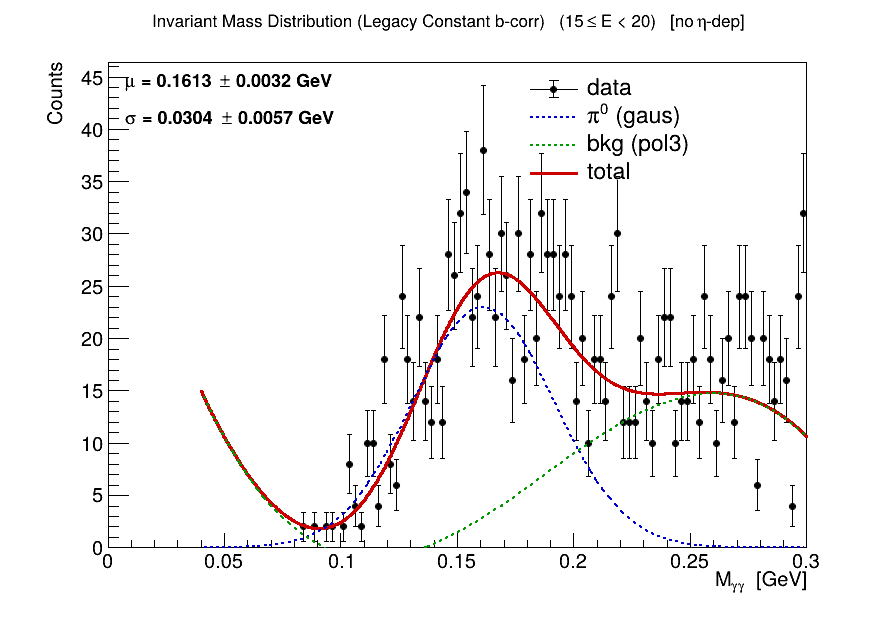 Invariant Mass Distribution (Legacy Constant b-corr) (15 ≤ E < 20) [no η-dep]
Counts
μ = 0.1613 ± 0.0032 GeV
σ = 0.0304 ± 0.0057 GeV
data
π⁰ (gaus)
bkg (pol3)
total
45
40
35
30
25
20
15
10
5
0
0 0.05 0.1 0.15 0.2 0.25 0.3
Mγγ [GeV]